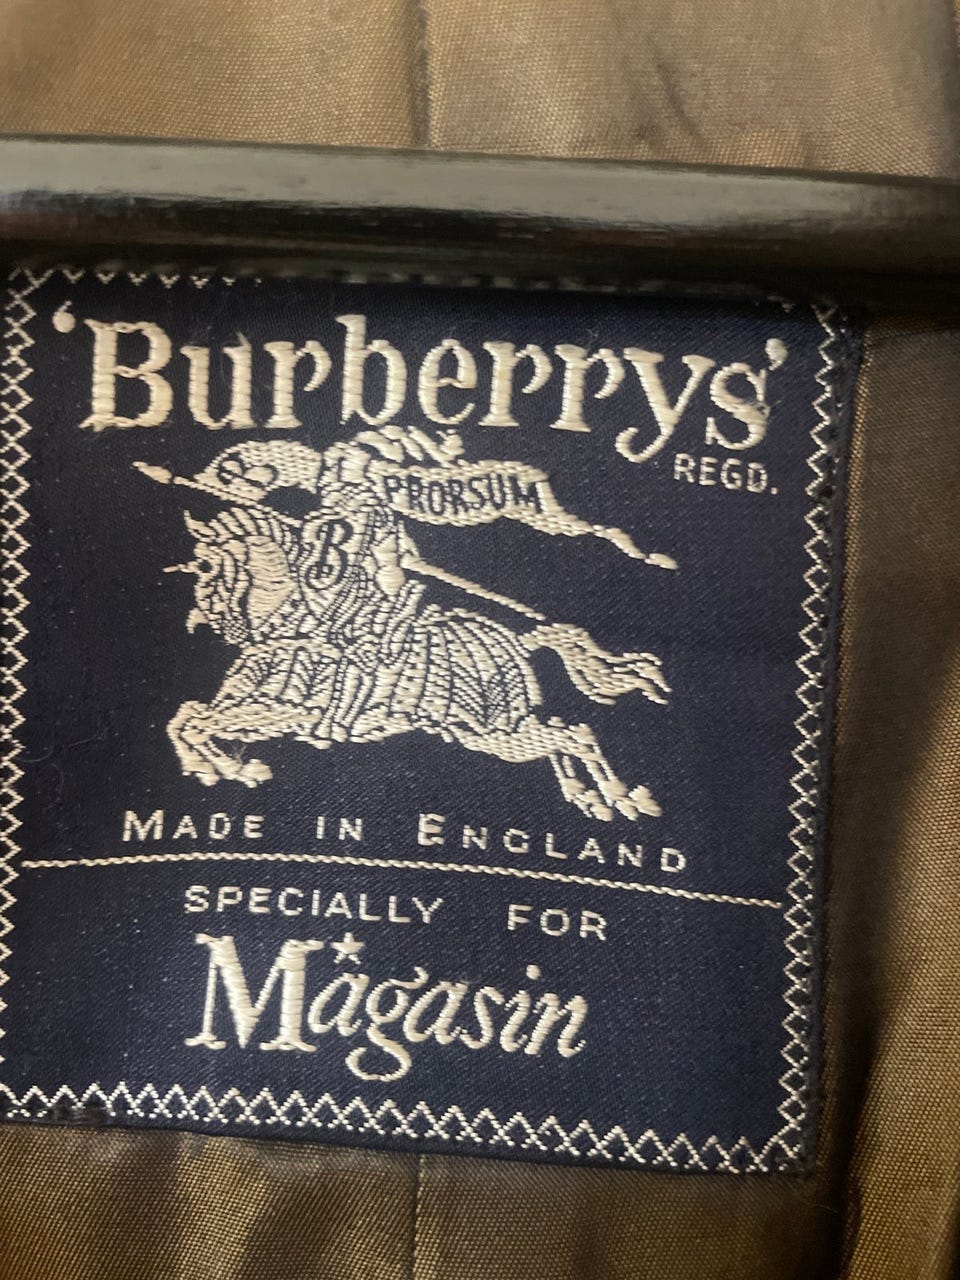 'Burberrys'
REGD.
PRORSUM
B
MADE IN ENGLAND
SPECIALLY FOR
Magasin